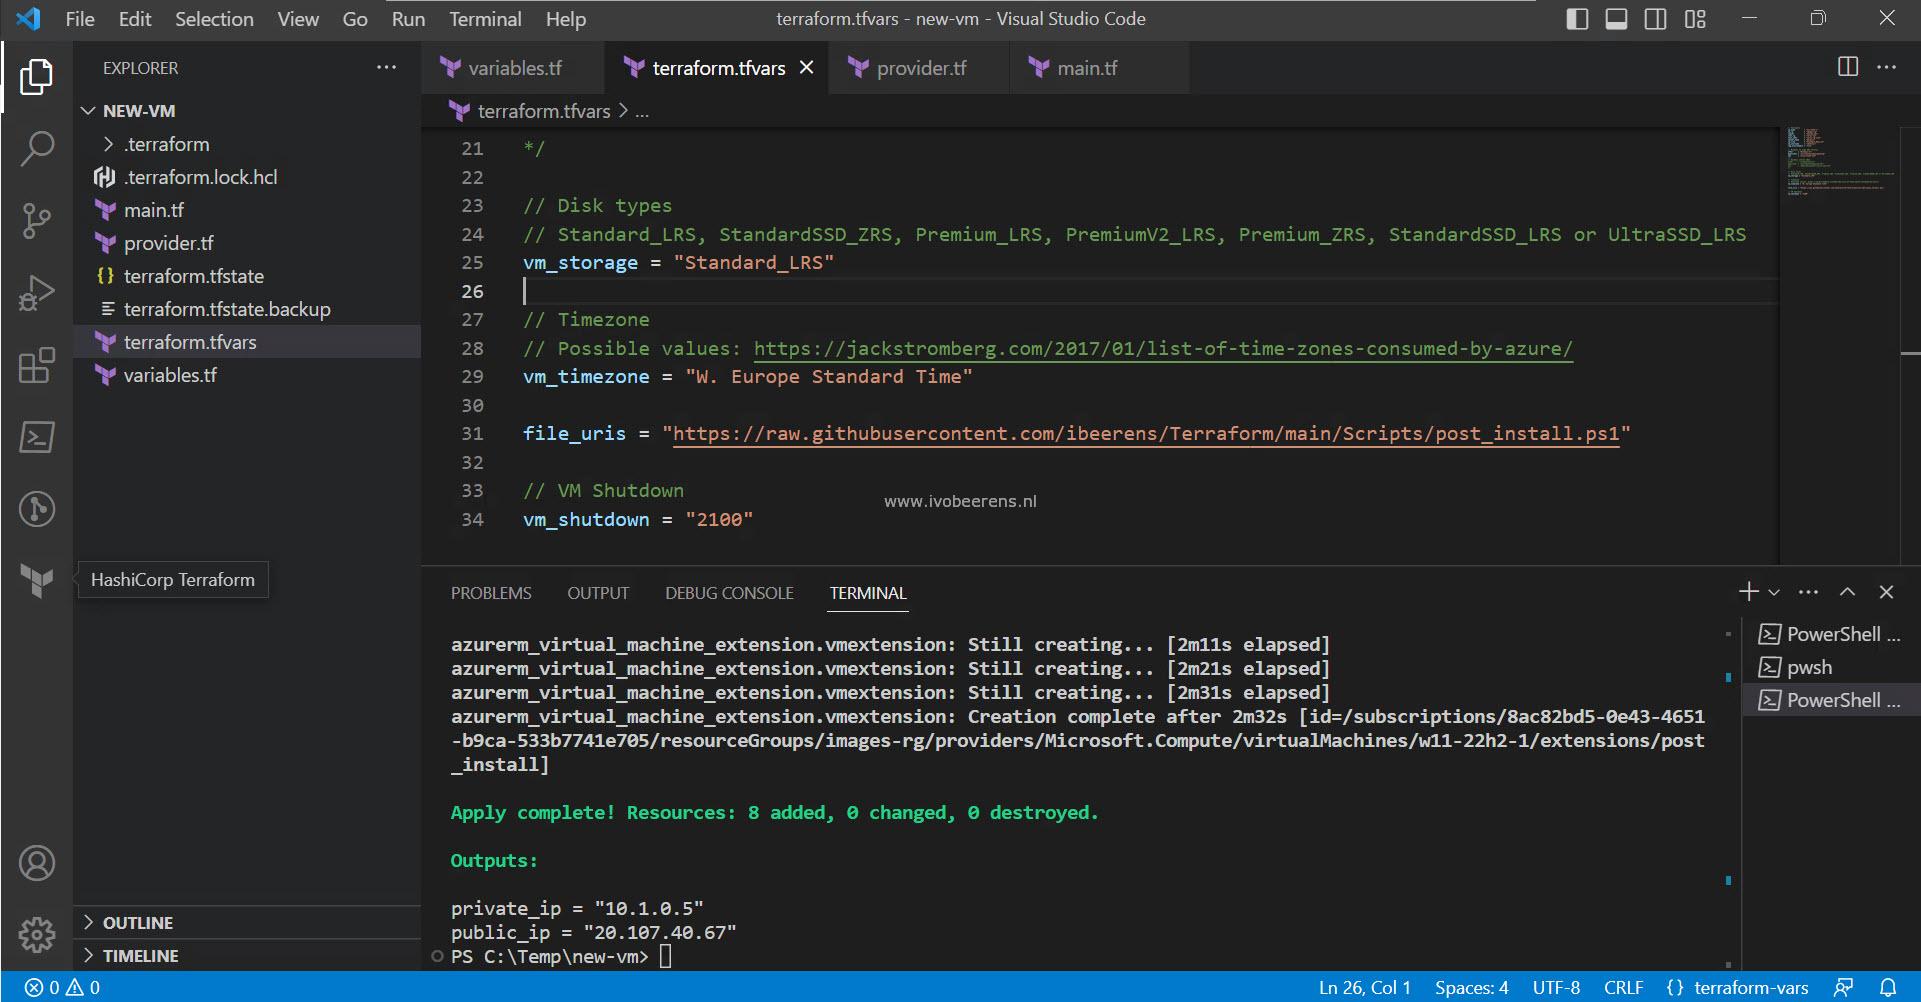 File Edit Selection View Go Run Terminal Help
terraform.tfvars - new-vm - Visual Studio Code
EXPLORER
NEW-VM
.terraform
.terraform.lock.hcl
main.tf
provider.tf
terraform.tfstate
terraform.tfstate.backup
terraform.tfvars
variables.tf
HashiCorp Terraform
OUTLINE
TIMELINE
variables.tf
terraform.tfvars
provider.tf
main.tf
terraform.tfvars > ...
21 */
22
23 // Disk types
24 // Standard_LRS, StandardSSD_ZRS, Premium_LRS, PremiumV2_LRS, Premium_ZRS, StandardSSD_LRS or UltraSSD_LRS
25 vm_storage = "Standard_LRS"
26
27 // Timezone
28 // Possible values: https://jackstromberg.com/2017/01/list-of-time-zones-consumed-by-azure/
29 vm_timezone = "W. Europe Standard Time"
30
31 file_uris = "https://raw.githubusercontent.com/ibeerens/Terraform/main/Scripts/post_install.ps1"
32
33 // VM Shutdown
www.ivobeerens.nl
34 vm_shutdown = "2100"
PROBLEMS OUTPUT DEBUG CONSOLE TERMINAL
azurerm_virtual_machine_extension.vmextension: Still creating... [2m11s elapsed]
azurerm_virtual_machine_extension.vmextension: Still creating... [2m21s elapsed]
azurerm_virtual_machine_extension.vmextension: Still creating... [2m31s elapsed]
azurerm_virtual_machine_extension.vmextension: Creation complete after 2m32s [id=/subscriptions/8ac82bd5-0e43-4651
-b9ca-533b7741e705/resourceGroups/images-rg/providers/Microsoft.Compute/virtualMachines/w11-22h2-1/extensions/post
_install]
Apply complete! Resources: 8 added, 0 changed, 0 destroyed.
Outputs:
private_ip = "10.1.0.5"
public_ip = "20.107.40.67"
PS C:\Temp\new-vm>
PowerShell ...
pwsh
PowerShell ...
0 0
Ln 26, Col 1 Spaces: 4 UTF-8 CRLF {} terraform-vars